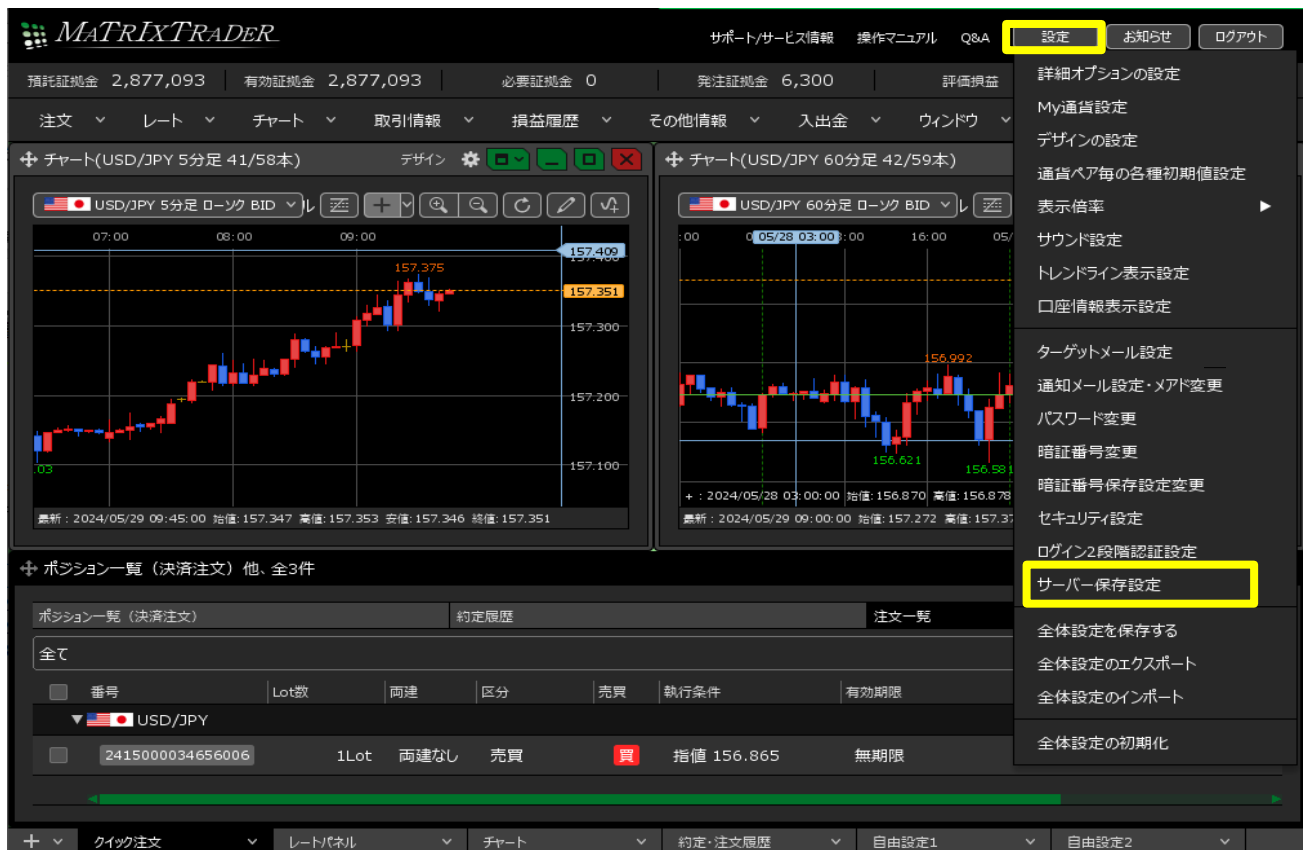 MATRIXTRADER
サポート/サービス情報 操作マニュアル Q&A 設定 お知らせ ログアウト
預託証拠金 2,877,093 有効証拠金 2,877,093 必要証拠金 0 発注証拠金 6,300 評価損益
注文 レート チャート 取引情報 損益履歴 その他情報 入出金 ウィンドウ
詳細オプションの設定
My通貨設定
デザインの設定
通貨ペア毎の各種初期値設定
表示倍率
サウンド設定
トレンドライン表示設定
口座情報表示設定
ターゲットメール設定
通知メール設定・メアド変更
パスワード変更
暗証番号変更
暗証番号保存設定変更
セキュリティ設定
ログイン2段階認証設定
サーバー保存設定
全体設定を保存する
全体設定のエクスポート
全体設定のインポート
全体設定の初期化
チャート(USD/JPY 5分足 41/58本) デザイン
USD/JPY 5分足 ローソク BID
07:00 08:00 09:00
157.409
157.375
157.351
157.300
157.200
157.100
.03
最新 : 2024/05/29 09:45:00 始値:157.347 高値:157.353 安値:157.346 終値:157.351
チャート(USD/JPY 60分足 42/59本)
USD/JPY 60分足 ローソク BID
:00 05/28 03:00 :00 16:00 05/
156.992
156.621
156.581
+ : 2024/05/28 03:00:00 始値:156.870 高値:156.878
最新 : 2024/05/29 09:00:00 始値:157.272 高値:157.37
ポジション一覧（決済注文）他、全3件
ポジション一覧（決済注文） 約定履歴 注文一覧
全て
番号 Lot数 両建 区分 売買 執行条件 有効期限
USD/JPY
2415000034656006 1Lot 両建なし 売買 買 指値 156.865 無期限
クイック注文 レートパネル チャート 約定・注文履歴 自由設定1 自由設定2